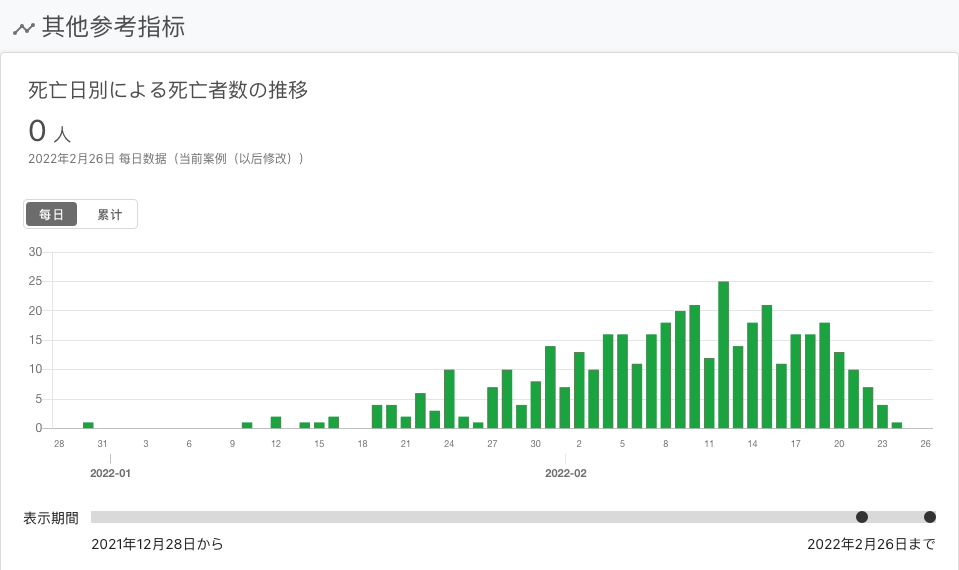 其他参考指标
死亡日別による死亡者数の推移
0 人
2022年2月26日 每日数据（当前案例（以后修改））
每日 累计
30
25
20
15
10
5
0
28 31 3 6 9 12 15 18 21 24 27 30 2 5 8 11 14 17 20 23 26
2022-01 2022-02
表示期間
2021年12月28日から 2022年2月26日まで